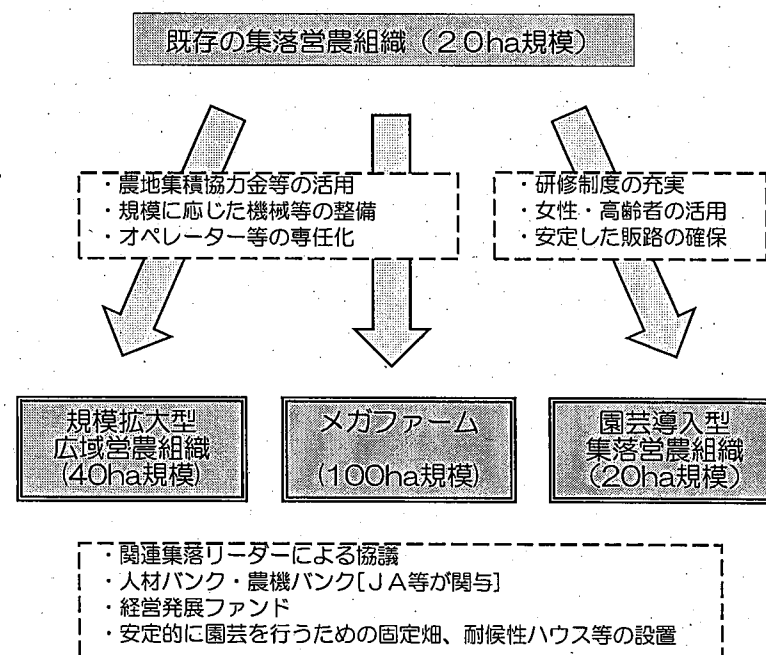 既存の集落営農組織（２０ha規模）
・農地集積協力金等の活用
・規模に応じた機械等の整備
・オペレーター等の専任化
・研修制度の充実
・女性・高齢者の活用
・安定した販路の確保
規模拡大型
広域営農組織
(40ha規模)
メガファーム
(100ha規模)
園芸導入型
集落営農組織
(20ha規模)
・関連集落リーダーによる協議
・人材バンク・農機バンク[ＪＡ等が関与]
・経営発展ファンド
・安定的に園芸を行うための固定畑、耐候性ハウス等の設置